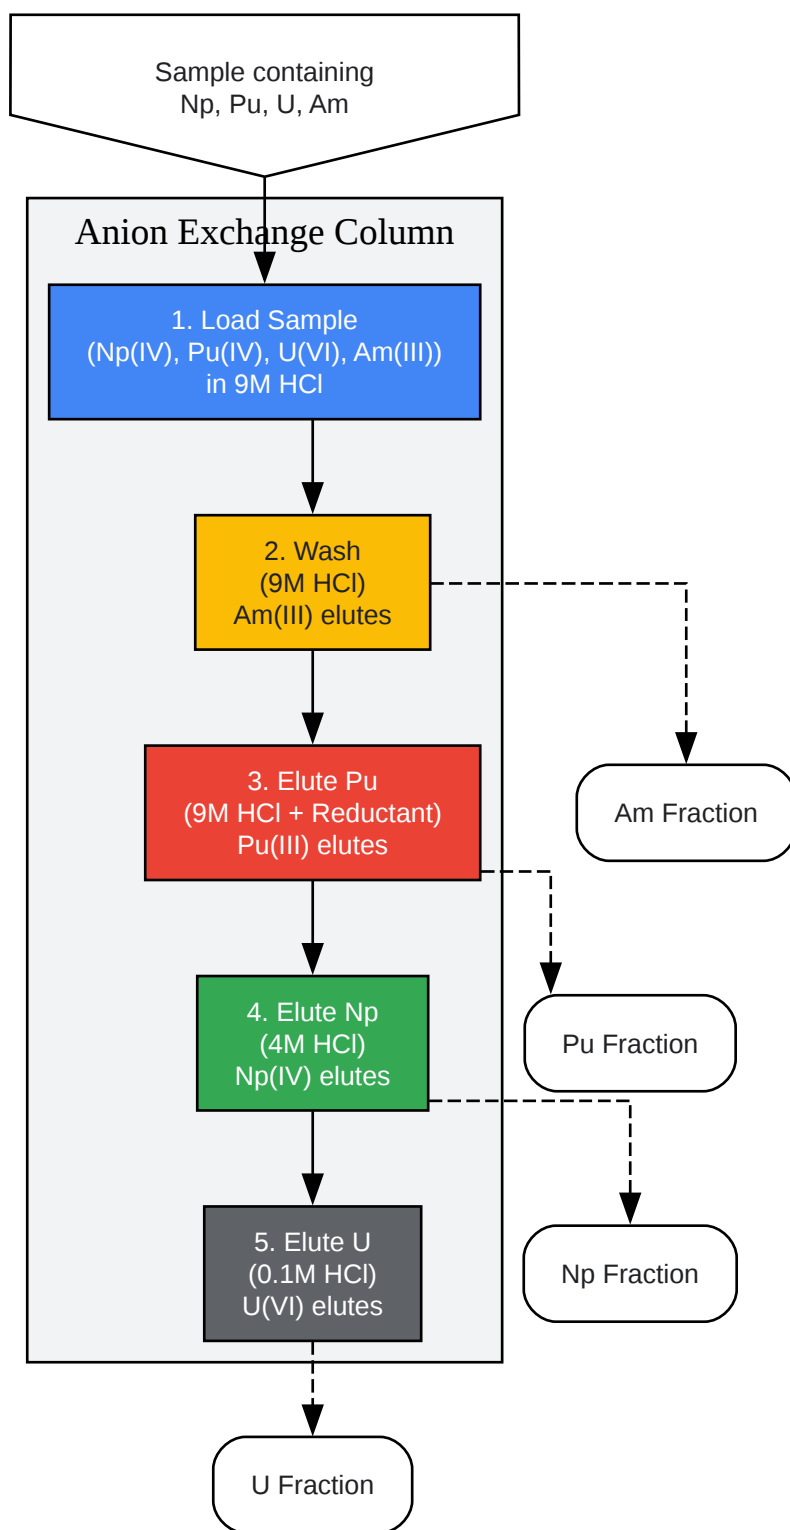 Sample containing
Np, Pu, U, Am
Anion Exchange Column
1. Load Sample
(Np(IV), Pu(IV), U(VI), Am(III))
in 9M HCl
2. Wash
(9M HCl)
Am(III) elutes
3. Elute Pu
(9M HCl + Reductant)
Pu(III) elutes
Am Fraction
4. Elute Np
(4M HCl)
Np(IV) elutes
Pu Fraction
5. Elute U
(0.1M HCl)
U(VI) elutes
Np Fraction
U Fraction